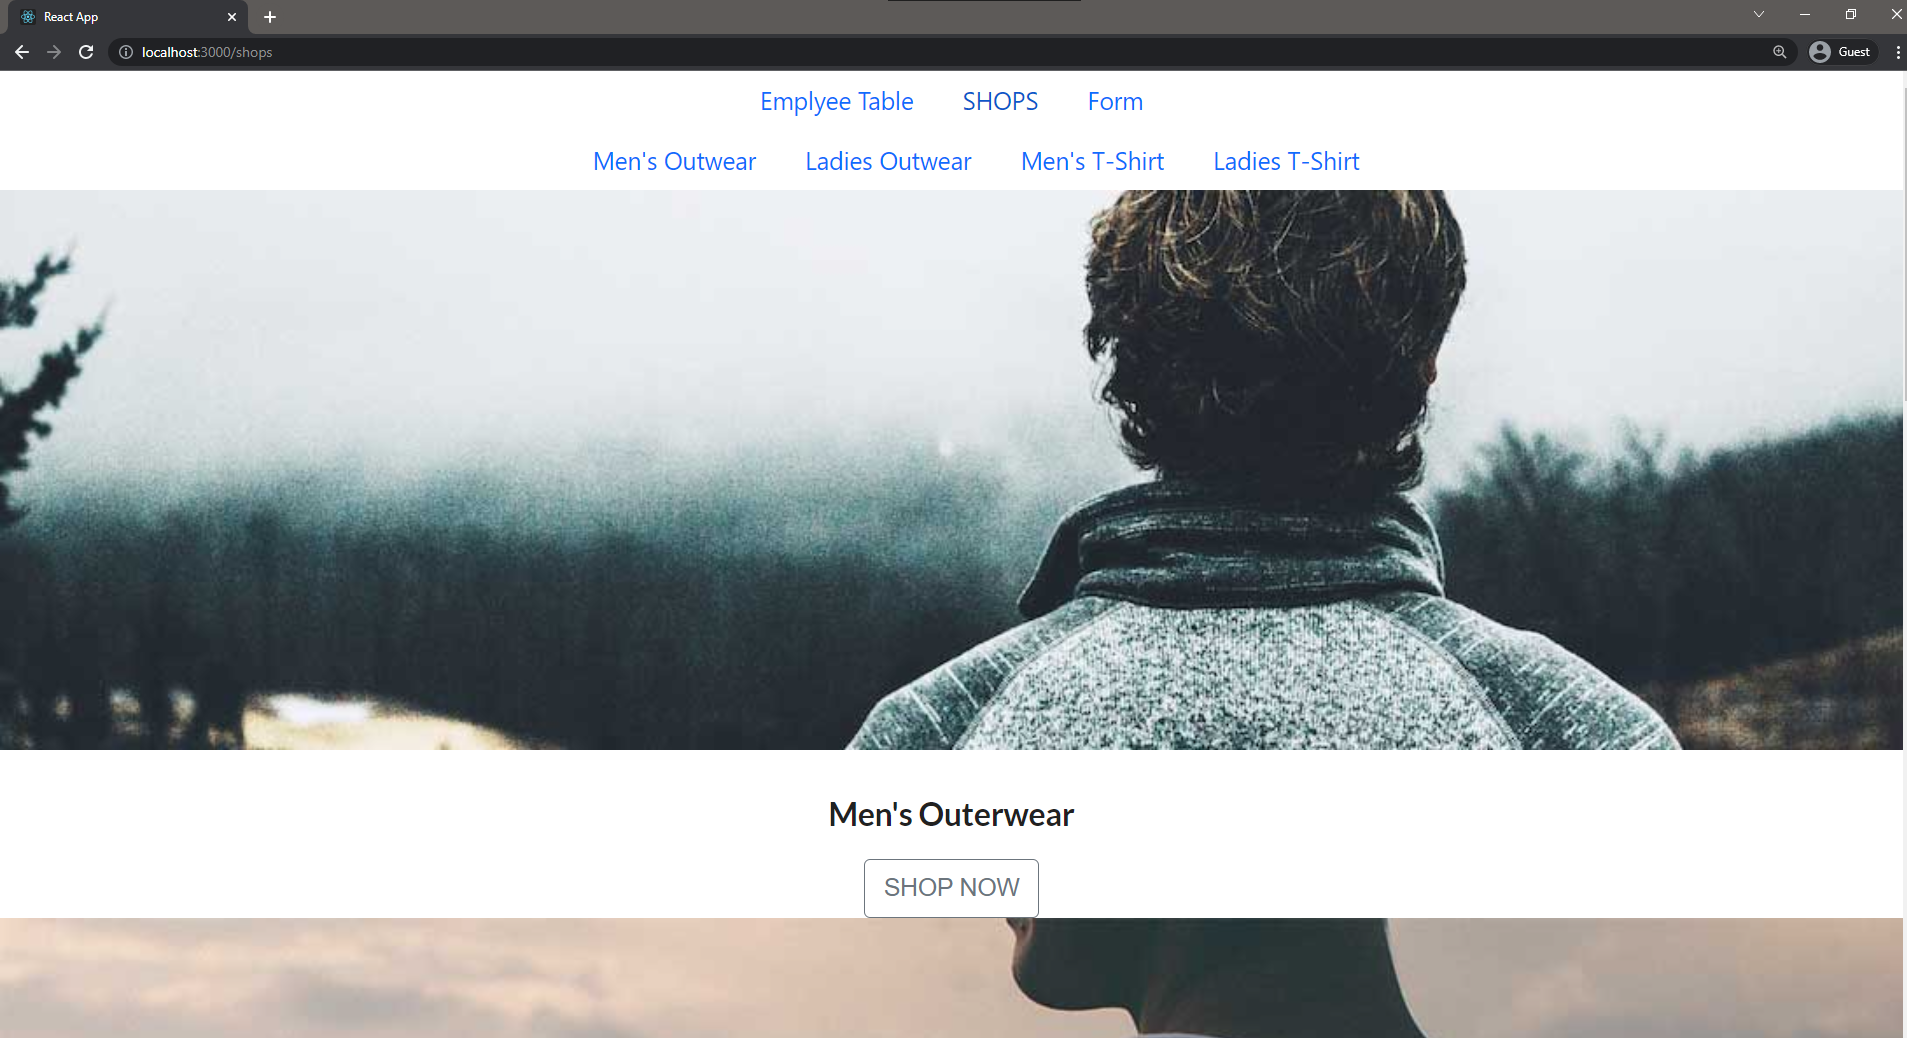 React App
localhost:3000/shops
Guest
Emplyee Table SHOPS Form
Men's Outwear Ladies Outwear Men's T-Shirt Ladies T-Shirt
Men's Outerwear
SHOP NOW